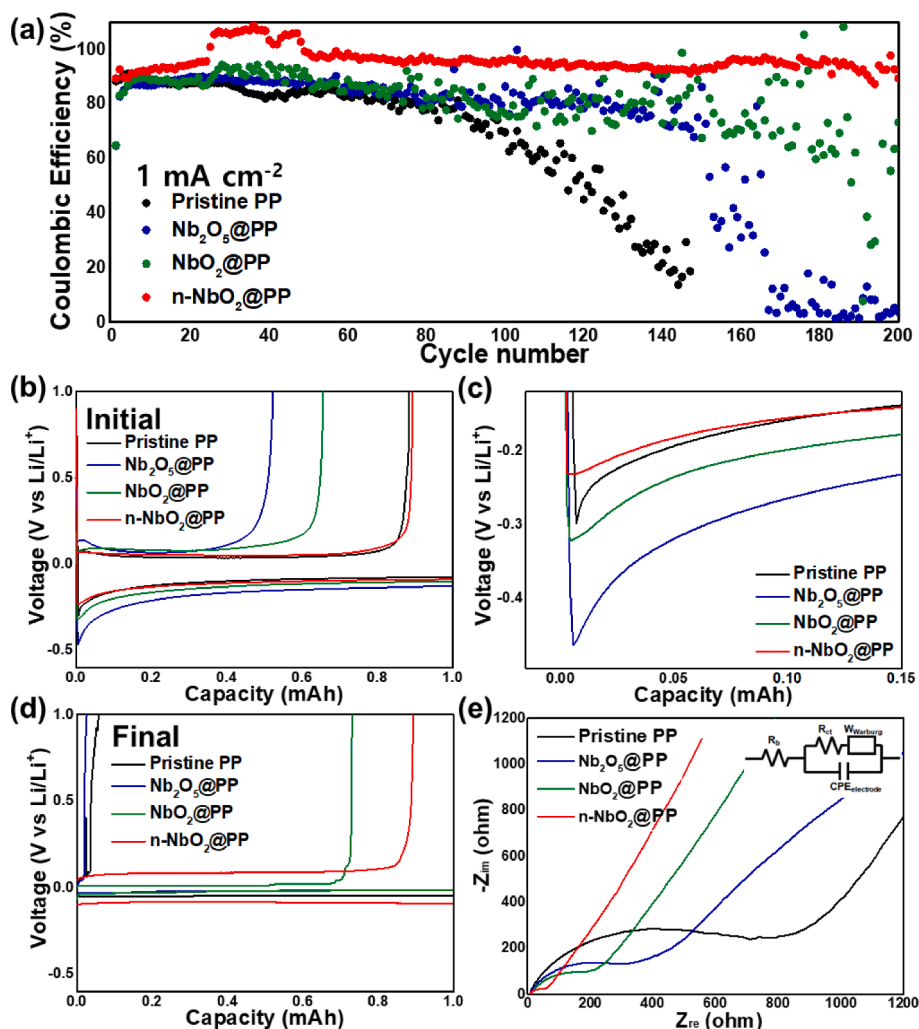 (a)
Coulombic Efficiency (%)
100
80
60
40
20
0
1 mA cm⁻²
Pristine PP
Nb₂O₅@PP
NbO₂@PP
n-NbO₂@PP
0 20 40 60 80 100 120 140 160 180 200
Cycle number
(b)
Voltage (V vs Li/Li⁺)
1.0
0.5
0.0
-0.5
Initial
Pristine PP
Nb₂O₅@PP
NbO₂@PP
n-NbO₂@PP
0.0 0.2 0.4 0.6 0.8 1.0
Capacity (mAh)
(c)
Voltage (V vs Li/Li⁺)
-0.2
-0.3
-0.4
Pristine PP
Nb₂O₅@PP
NbO₂@PP
n-NbO₂@PP
0.00 0.05 0.10 0.15
Capacity (mAh)
(d)
Voltage (V vs Li/Li⁺)
1.0
0.5
0.0
-0.5
Final
Pristine PP
Nb₂O₅@PP
NbO₂@PP
n-NbO₂@PP
0.0 0.2 0.4 0.6 0.8 1.0
Capacity (mAh)
(e)
-Zim (ohm)
1200
1000
800
600
400
200
0
Pristine PP
Nb₂O₅@PP
NbO₂@PP
n-NbO₂@PP
Rb
Rct
WWarburg
CPEelectrode
0 200 400 600 800 1000 1200
Zre (ohm)